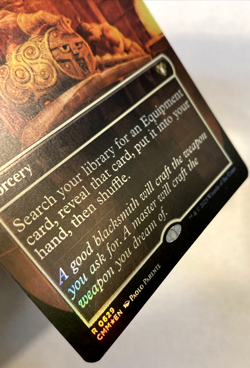 orcery
Search your library for an Equipment
card, reveal that card, put it into your
hand, then shuffle.
A good blacksmith will craft the weapon
you ask for. A master will craft the
weapon you dream of.
R 0629
CMM•EN Paolo Parente